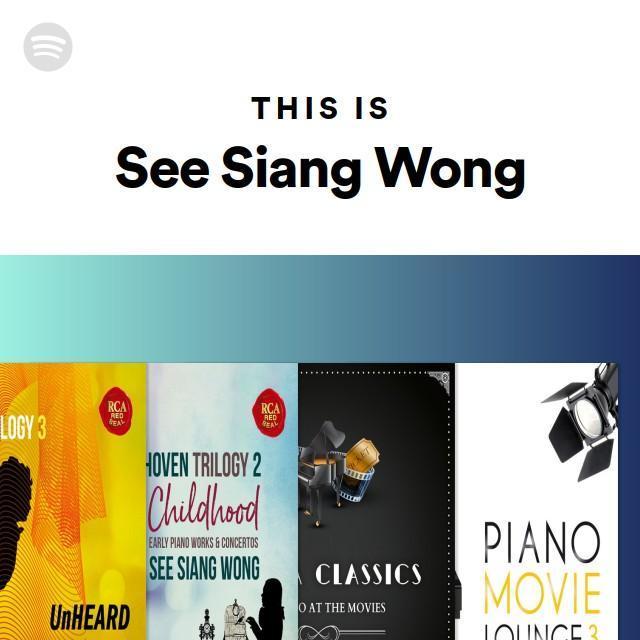 THIS IS
See Siang Wong
RCA
RED
SEAL
LOGY 3
UnHEARD
RCA
RED
SEAL
HOVEN TRILOGY 2
Childhood
EARLY PIANO WORKS & CONCERTOS
SEE SIANG WONG
CLASSICS
O AT THE MOVIES
PIANO
MOVIE
LOUNGE 3